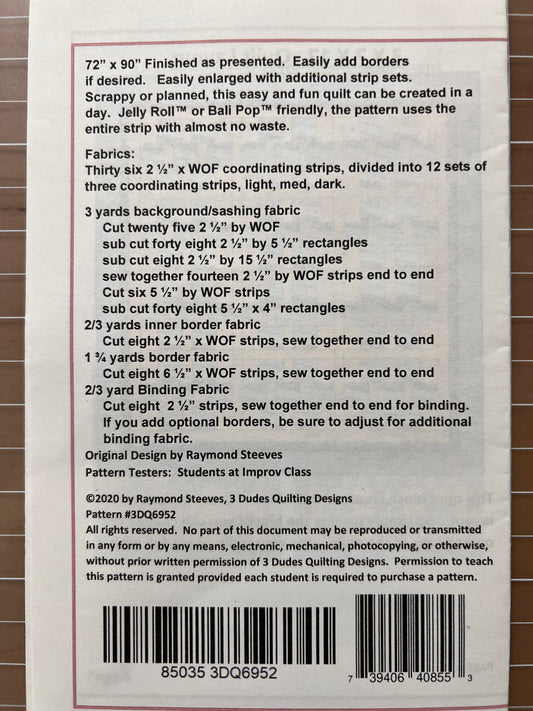 72” x 90” Finished as presented. Easily add borders
if desired. Easily enlarged with additional strip sets.
Scrappy or planned, this easy and fun quilt can be created in a
day. Jelly Roll™ or Bali Pop™ friendly, the pattern uses the
entire strip with almost no waste.
Fabrics:
Thirty six 2 ½” x WOF coordinating strips, divided into 12 sets of
three coordinating strips, light, med, dark.
3 yards background/sashing fabric
Cut twenty five 2 ½” by WOF
sub cut forty eight 2 ½” by 5 ½” rectangles
sub cut eight 2 ½” by 15 ½” rectangles
sew together fourteen 2 ½” by WOF strips end to end
Cut six 5 ½” by WOF strips
sub cut forty eight 5 ½” x 4” rectangles
2/3 yards inner border fabric
Cut eight 2 ½” x WOF strips, sew together end to end
1 ¾ yards border fabric
Cut eight 6 ½” x WOF strips, sew together end to end
2/3 yard Binding Fabric
Cut eight 2 ½” strips, sew together end to end for binding.
If you add optional borders, be sure to adjust for additional
binding fabric.
Original Design by Raymond Steeves
Pattern Testers: Students at Improv Class
©2020 by Raymond Steeves, 3 Dudes Quilting Designs
Pattern #3DQ6952
All rights reserved. No part of this document may be reproduced or transmitted
in any form or by any means, electronic, mechanical, photocopying, or otherwise,
without prior written permission of 3 Dudes Quilting Designs. Permission to teach
this pattern is granted provided each student is required to purchase a pattern.
85035 3DQ6952
7 39406 40855 3